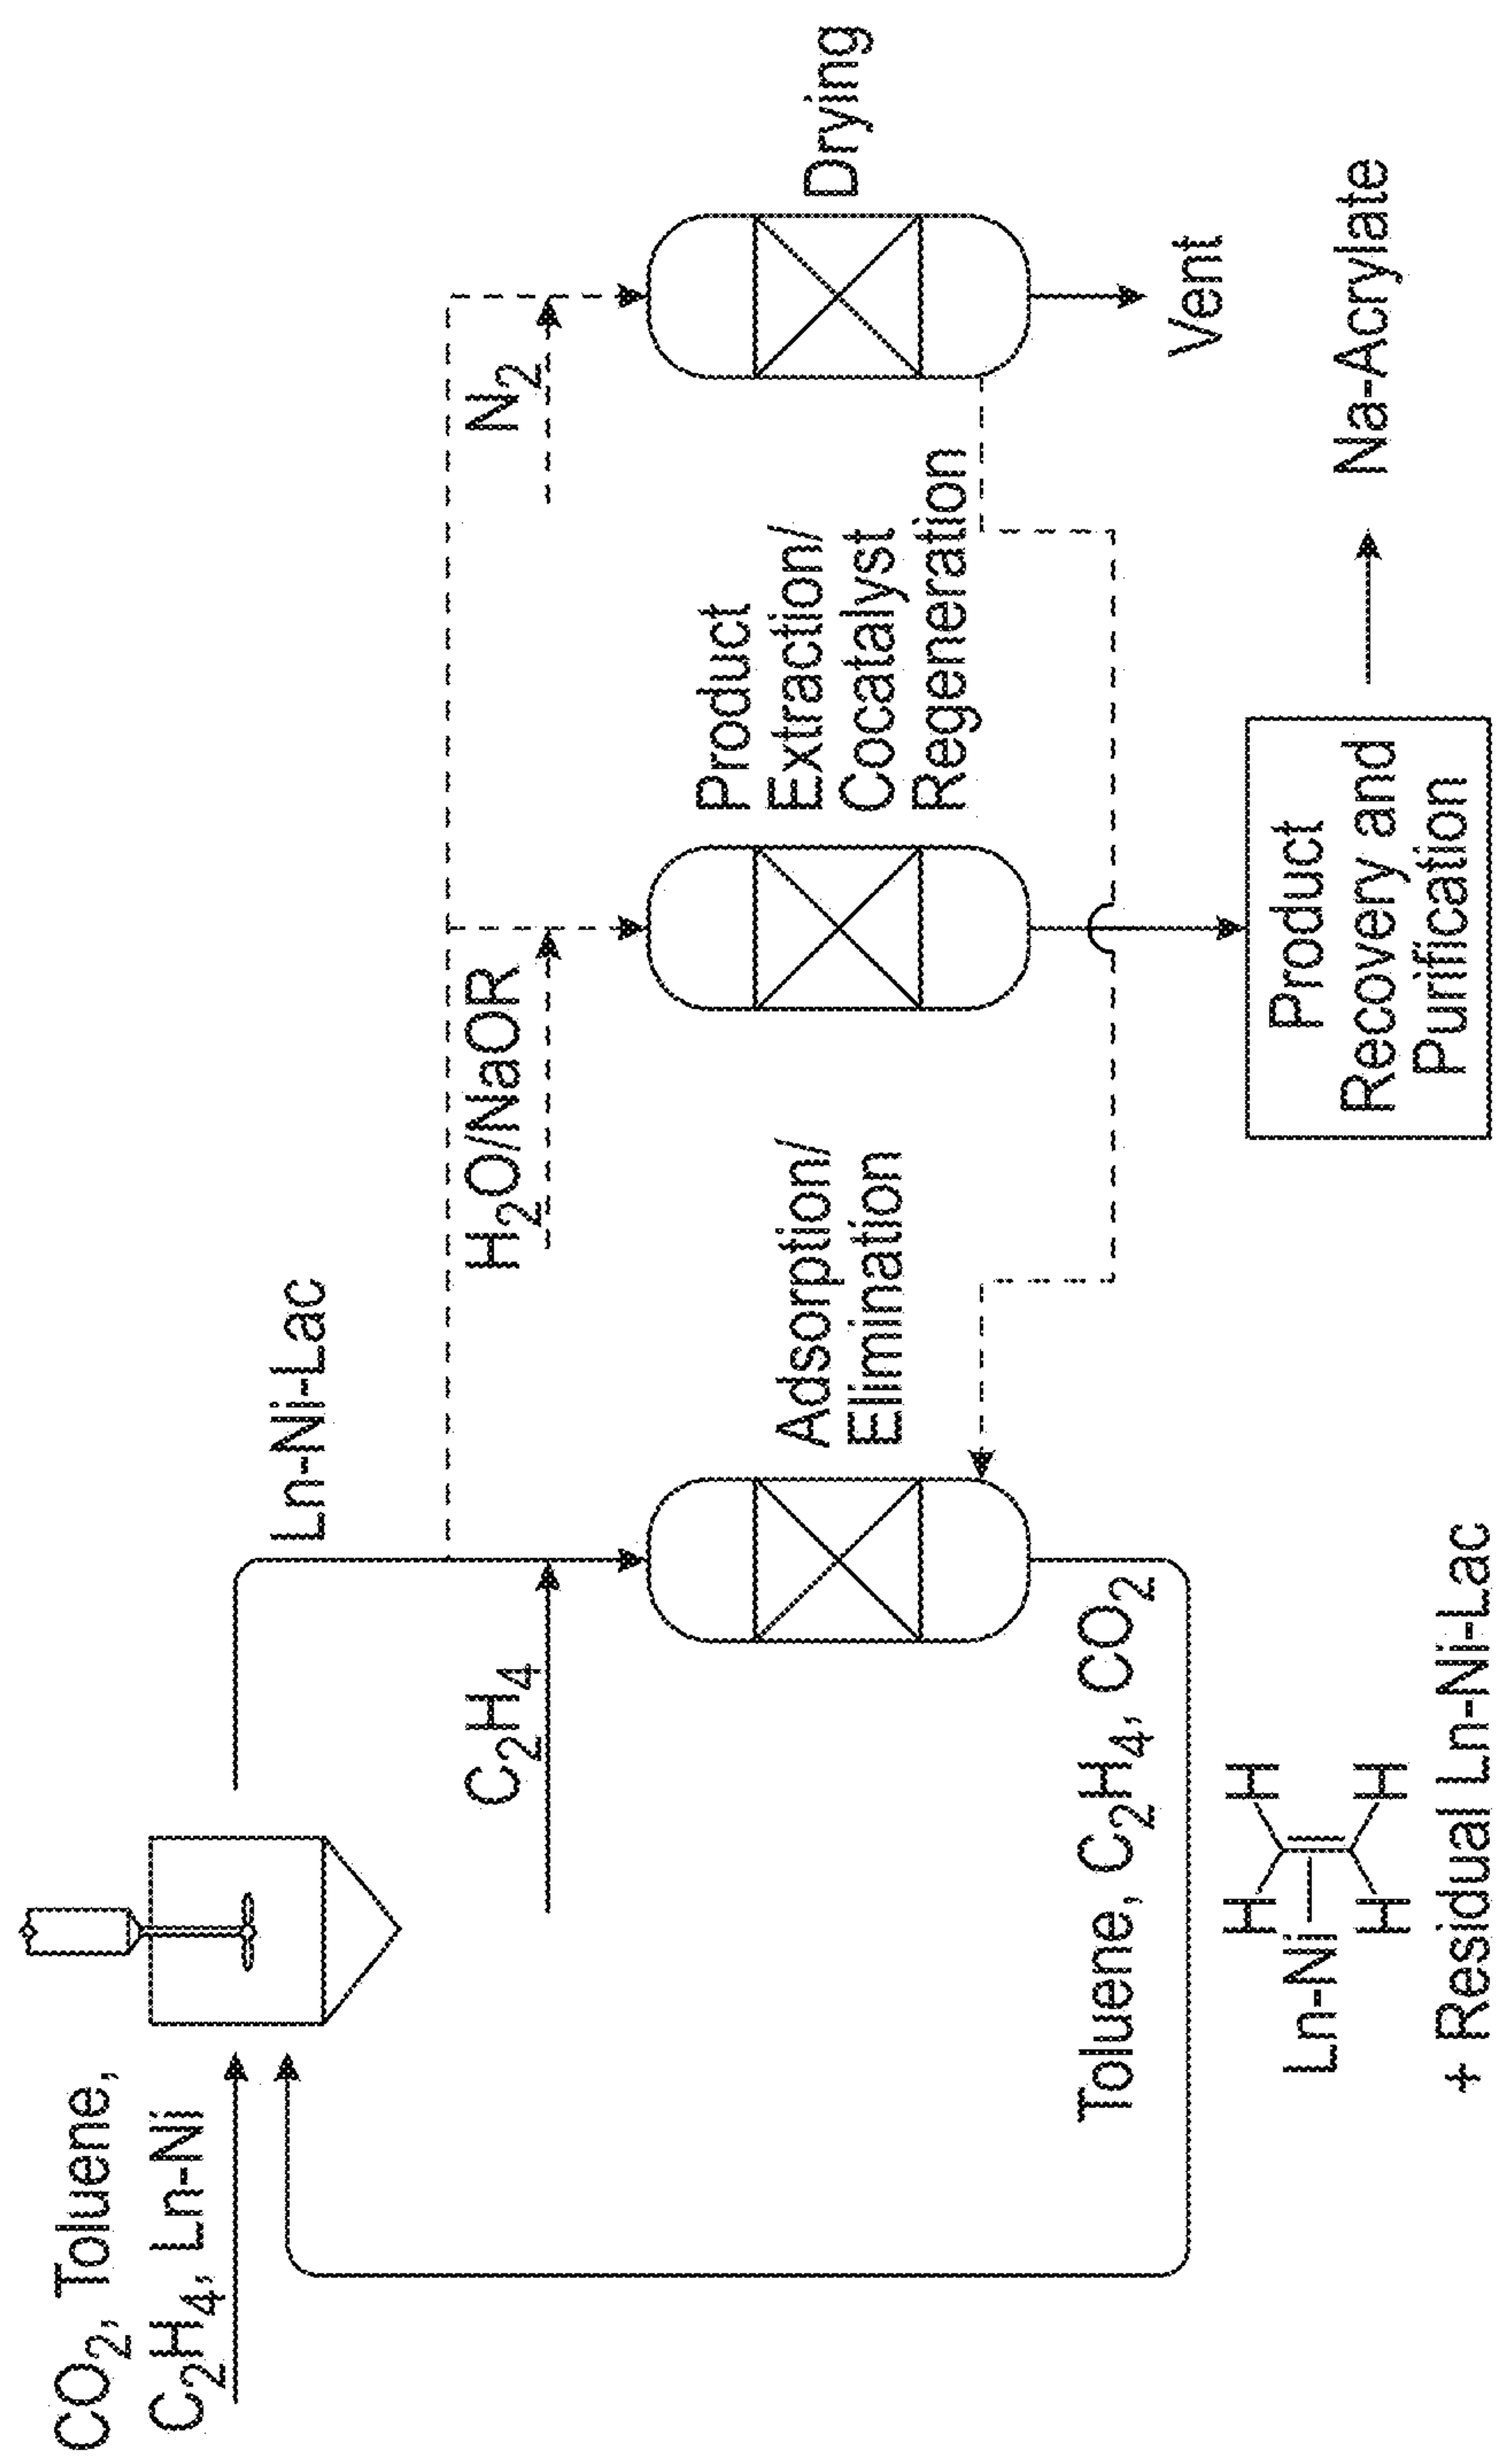 CO2, Toluene,
C2H4, Ln-Ni
Ln-Ni-Lac
C2H4
H2O/NaOR
N2
Adsorption/
Elimination
Product
Extraction/
Cocatalyst
Regeneration
Drying
Toluene, C2H4, CO2
H H
Ln-Ni
H H
+ Residual Ln-Ni-Lac
Vent
Product
Recovery and
Purification
Na-Acrylate